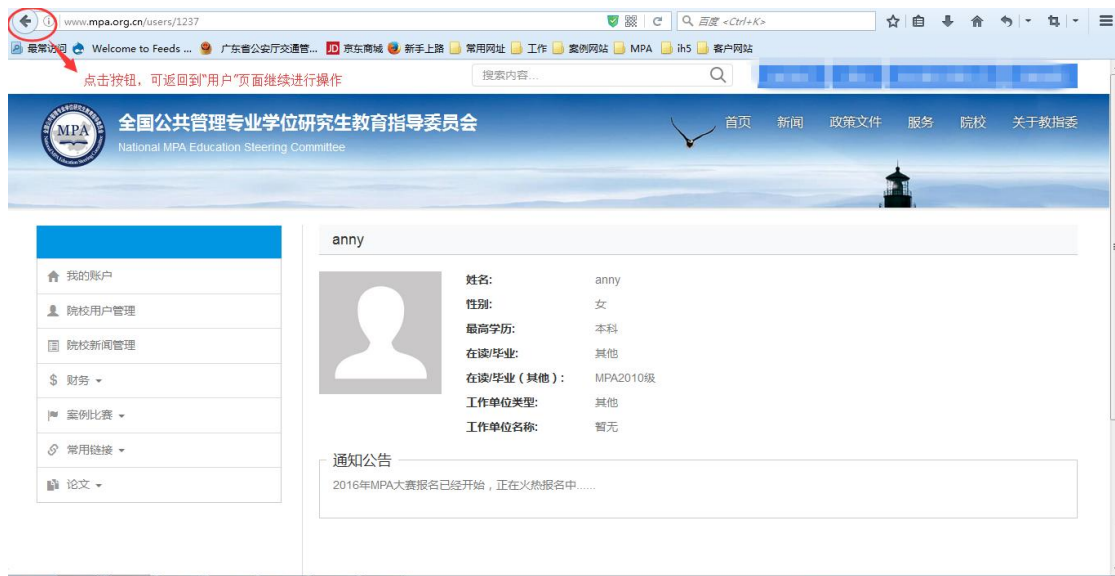 www.mpa.org.cn/users/1237
百度 <Ctrl+K>
最常访问 Welcome to Feeds ... 广东省公安厅交通管... JD 京东商城 新手上路 常用网址 工作 案例网站 MPA ih5 客户网站
点击按钮，可返回到“用户”页面继续进行操作
搜索内容...
MPA
全国公共管理专业学位研究生教育指导委员会
National MPA Education Steering Committee
首页 新闻 政策文件 服务 院校 关于教指委
我的账户
院校用户管理
院校新闻管理
$ 财务
案例比赛
常用链接
论文
anny
姓名: anny
性别: 女
最高学历: 本科
在读/毕业: 其他
在读/毕业（其他）: MPA2010级
工作单位类型: 其他
工作单位名称: 暂无
通知公告
2016年MPA大赛报名已经开始，正在火热报名中......